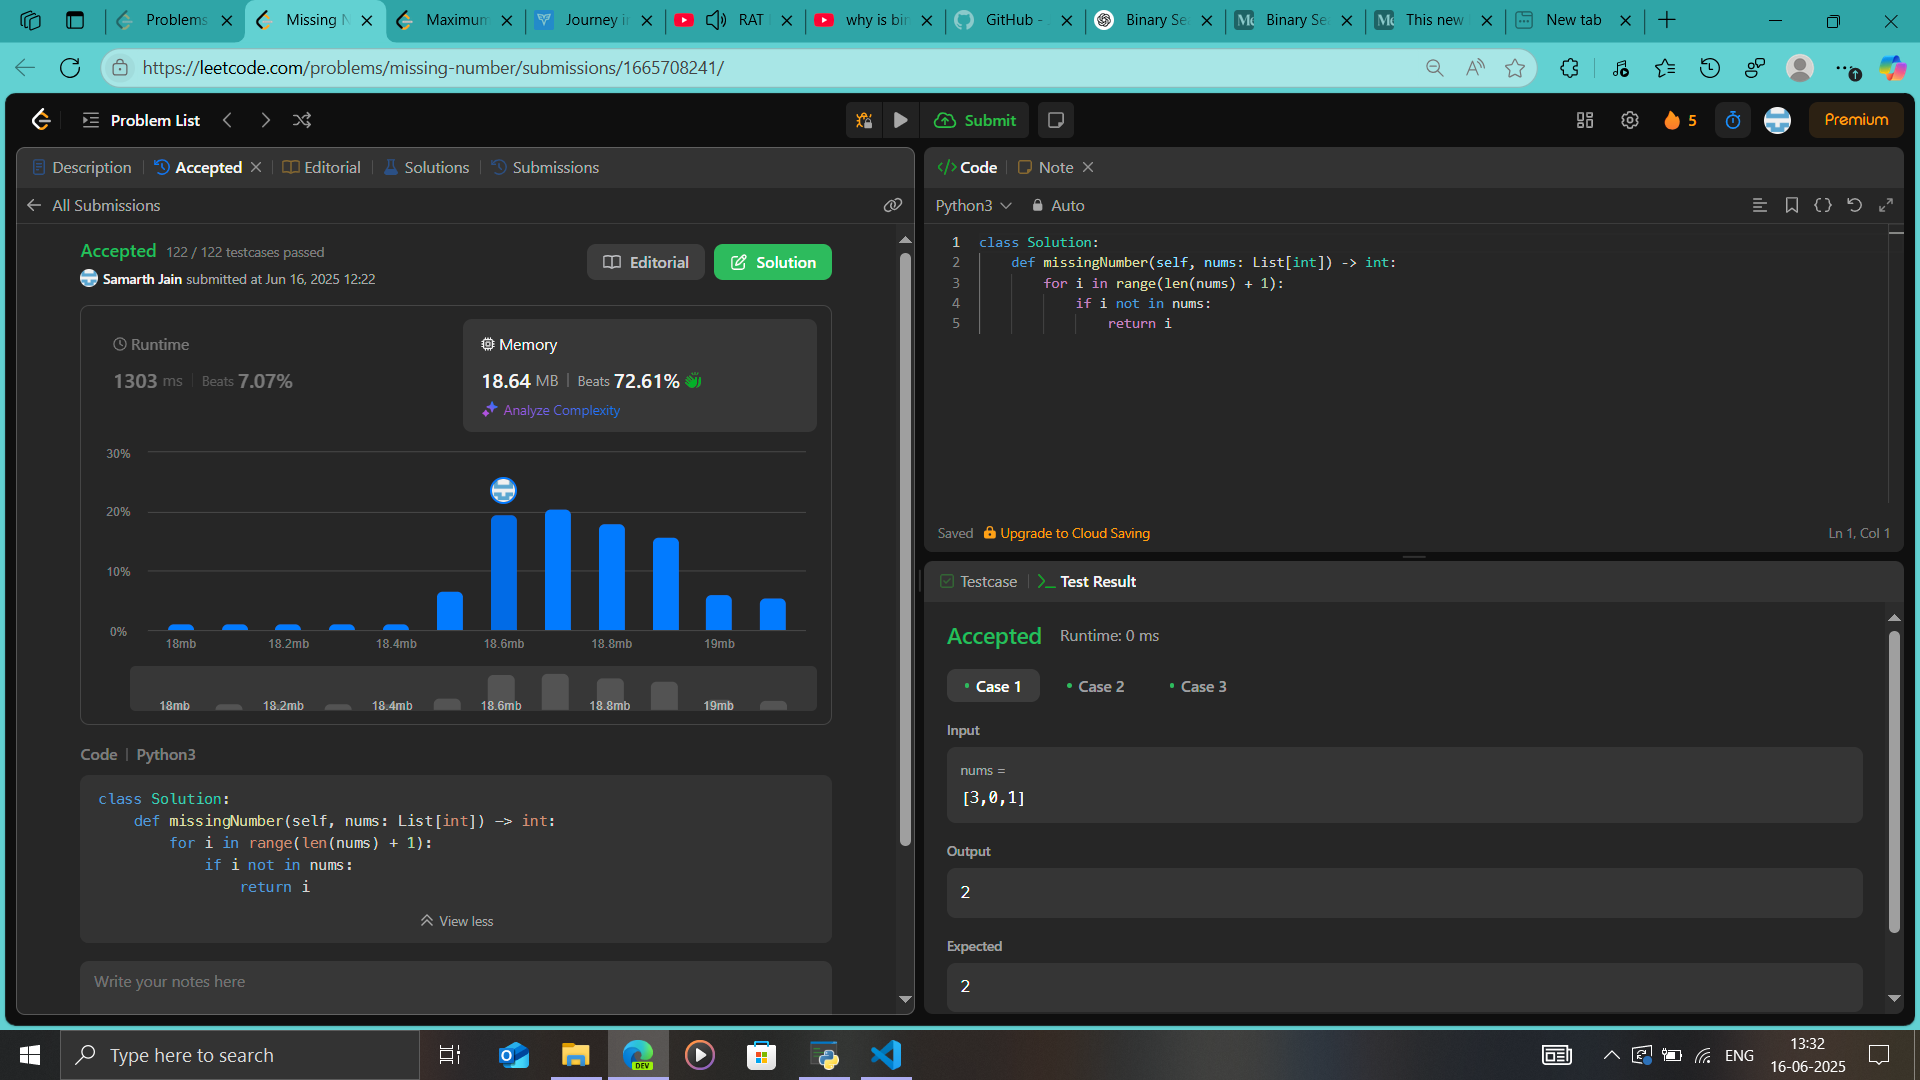 Problems
Missing N
Maximum
Journey in
RAT
why is bin
GitHub -
Binary Se
Binary Se
This new
New tab
https://leetcode.com/problems/missing-number/submissions/1665708241/
Problem List
Submit
5
Premium
Description
Accepted
Editorial
Solutions
Submissions
All Submissions
Accepted 122 / 122 testcases passed
Samarth Jain submitted at Jun 16, 2025 12:22
Editorial
Solution
Runtime
1303 ms | Beats 7.07%
Memory
18.64 MB | Beats 72.61%
Analyze Complexity
30%
20%
10%
0%
18mb 18.2mb 18.4mb 18.6mb 18.8mb 19mb
18mb 18.2mb 18.4mb 18.6mb 18.8mb 19mb
Code | Python3
class Solution:
    def missingNumber(self, nums: List[int]) -> int:
        for i in range(len(nums) + 1):
            if i not in nums:
                return i
View less
Write your notes here
</> Code
Note
Python3
Auto
1 class Solution:
2     def missingNumber(self, nums: List[int]) -> int:
3         for i in range(len(nums) + 1):
4             if i not in nums:
5                 return i
Saved
Upgrade to Cloud Saving
Ln 1, Col 1
Testcase
Test Result
Accepted Runtime: 0 ms
Case 1
Case 2
Case 3
Input
nums =
[3,0,1]
Output
2
Expected
2
Type here to search
DEV
ENG
13:32
16-06-2025